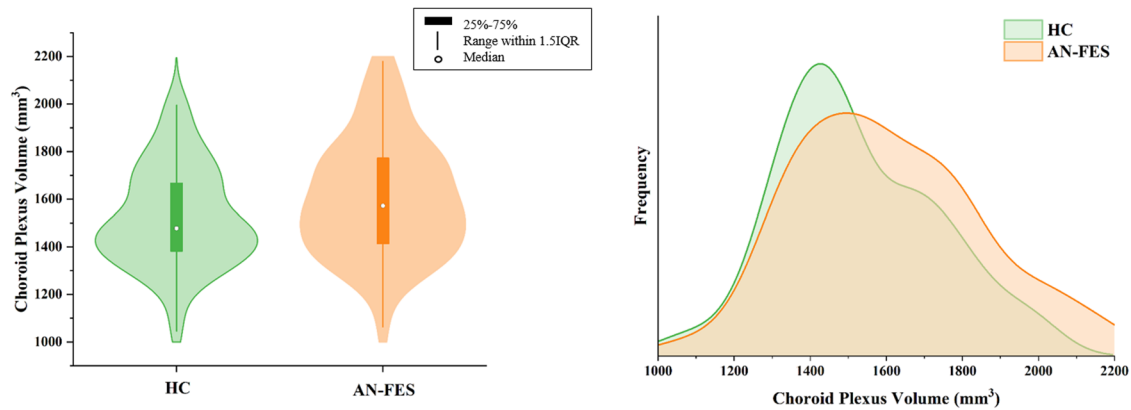 25%-75%
Range within 1.5IQR
Median
Choroid Plexus Volume (mm³)
2200
2000
1800
1600
1400
1200
1000
HC
AN-FES
HC
AN-FES
Frequency
1000
1200
1400
1600
1800
2000
2200
Choroid Plexus Volume (mm³)